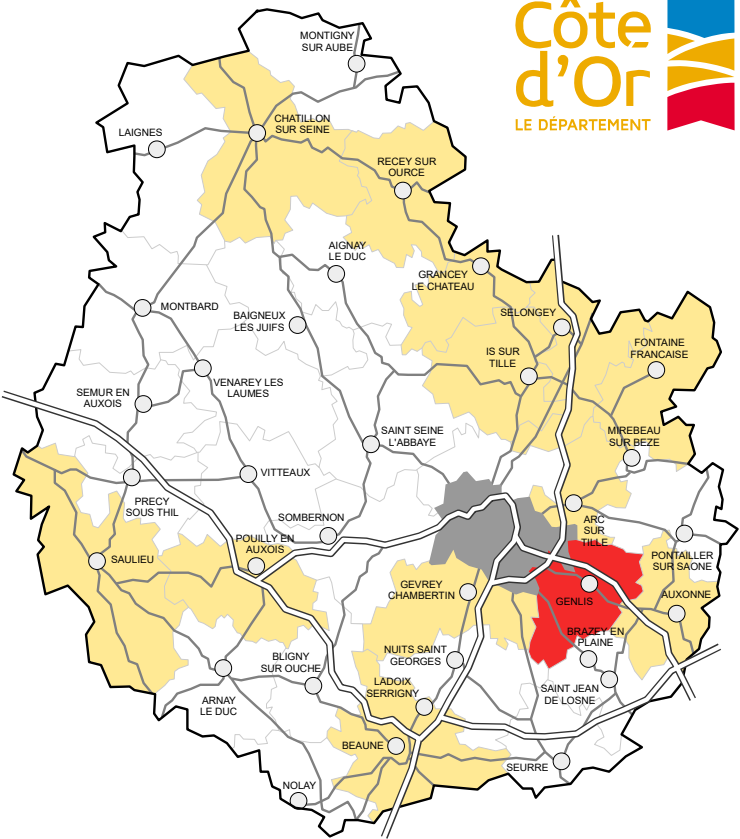 Côte
d'Or
LE DÉPARTEMENT
MONTIGNY
SUR AUBE
CHATILLON
SUR SEINE
LAIGNES
RECEY SUR
OURCE
AIGNAY
LE DUC
GRANCEY
LE CHATEAU
MONTBARD
BAIGNEUX
LES JUIFS
SELONGEY
FONTAINE
FRANCAISE
IS SUR
TILLE
VENAREY LES
LAUMES
SEMUR EN
AUXOIS
SAINT SEINE
L'ABBAYE
MIREBEAU
SUR BEZE
VITTEAUX
PRECY
SOUS THIL
SOMBERNON
ARC
SUR
TILLE
POUILLY EN
AUXOIS
SAULIEU
PONTAILLER
SUR SAONE
GEVREY
CHAMBERTIN
GENLIS
AUXONNE
BRAZEY EN
PLAINE
NUITS SAINT
GEORGES
BLIGNY
SUR OUCHE
LADOIX
SERRIGNY
SAINT JEAN
DE LOSNE
ARNAY
LE DUC
BEAUNE
SEURRE
NOLAY